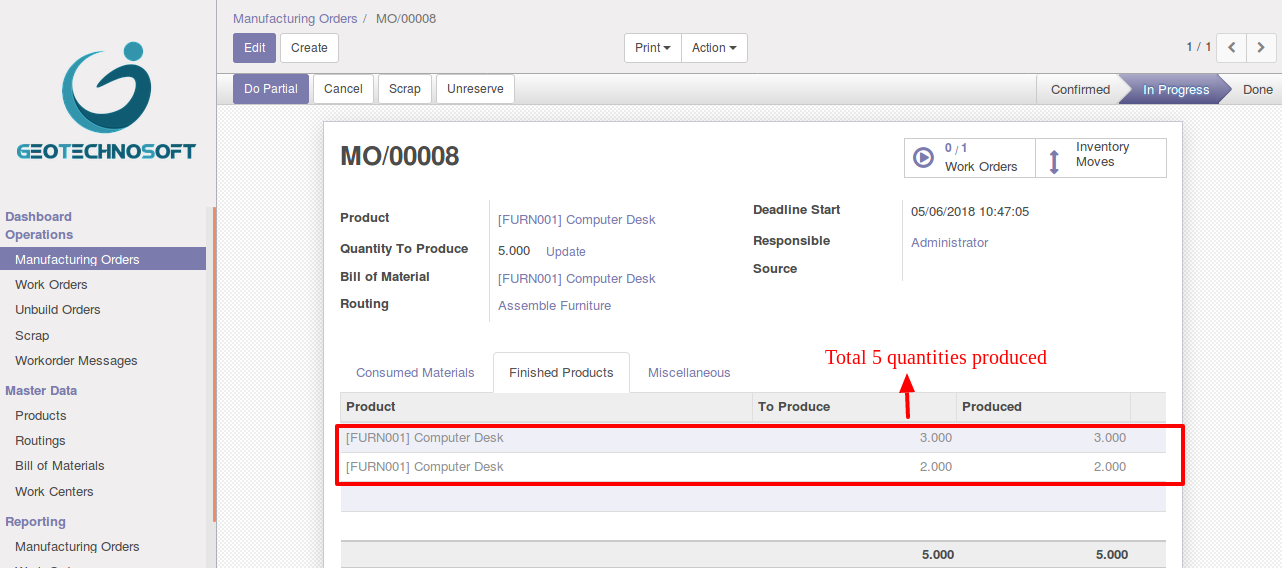 Manufacturing Orders / MO/00008
Edit Create Print Action 1 / 1
Do Partial Cancel Scrap Unreserve Confirmed In Progress Done
GEOTECHNOSOFT
Dashboard
Operations
Manufacturing Orders
Work Orders
Unbuild Orders
Scrap
Workorder Messages
Master Data
Products
Routings
Bill of Materials
Work Centers
Reporting
Manufacturing Orders
MO/00008
0 / 1
Work Orders
Inventory
Moves
Product [FURN001] Computer Desk
Quantity To Produce 5.000 Update
Bill of Material [FURN001] Computer Desk
Routing Assemble Furniture
Deadline Start 05/06/2018 10:47:05
Responsible Administrator
Source
Total 5 quantities produced
Consumed Materials Finished Products Miscellaneous
Product To Produce Produced
[FURN001] Computer Desk 3.000 3.000
[FURN001] Computer Desk 2.000 2.000
5.000 5.000